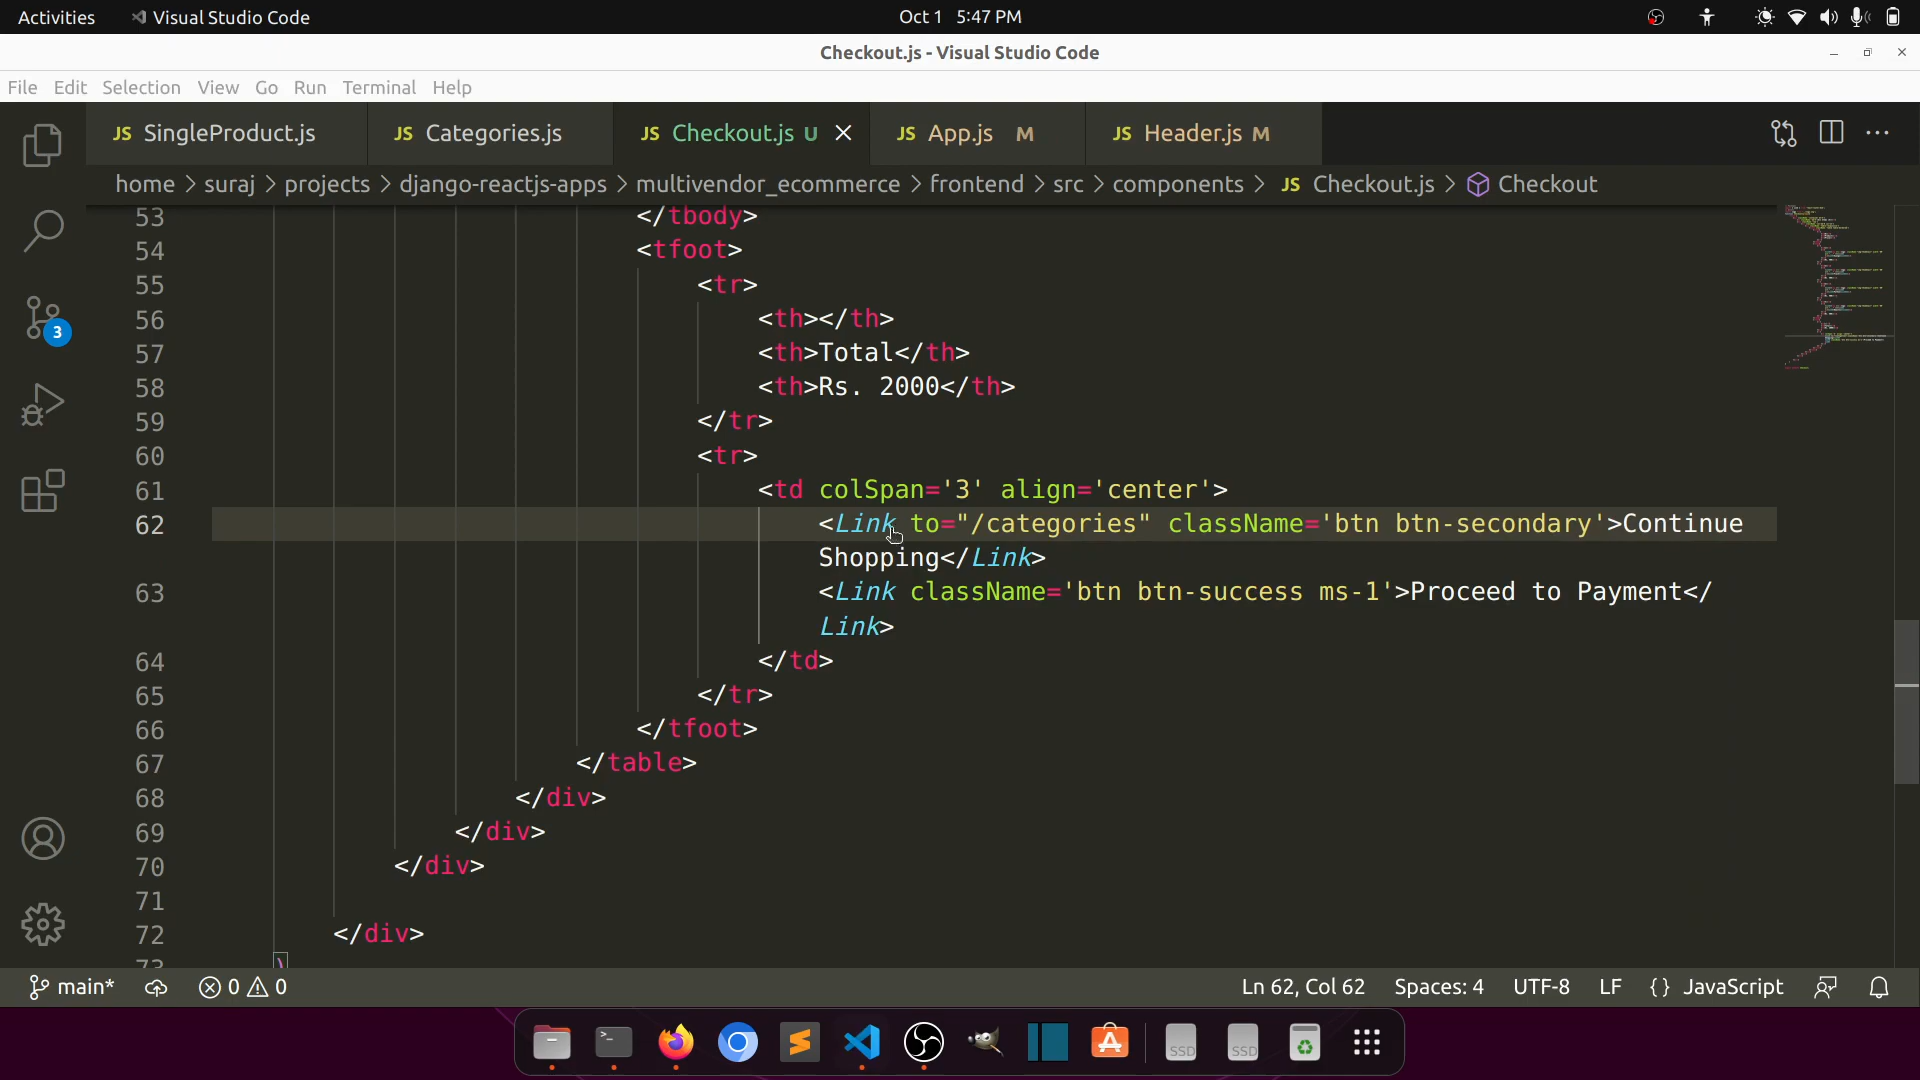 Activities Visual Studio Code Oct 1 5:47 PM
Checkout.js - Visual Studio Code
File Edit Selection View Go Run Terminal Help
JS SingleProduct.js JS Categories.js JS Checkout.js U JS App.js M JS Header.js M
home > suraj > projects > django-reactjs-apps > multivendor_ecommerce > frontend > src > components > JS Checkout.js > Checkout
53 </tbody>
54 <tfoot>
55 <tr>
56 <th></th>
57 <th>Total</th>
58 <th>Rs. 2000</th>
59 </tr>
60 <tr>
61 <td colSpan='3' align='center'>
62 <Link to="/categories" className='btn btn-secondary'>Continue
Shopping</Link>
63 <Link className='btn btn-success ms-1'>Proceed to Payment</
Link>
64 </td>
65 </tr>
66 </tfoot>
67 </table>
68 </div>
69 </div>
70 </div>
71
72 </div>
73 )
3
main* 0 0 Ln 62, Col 62 Spaces: 4 UTF-8 LF {} JavaScript
SSD SSD